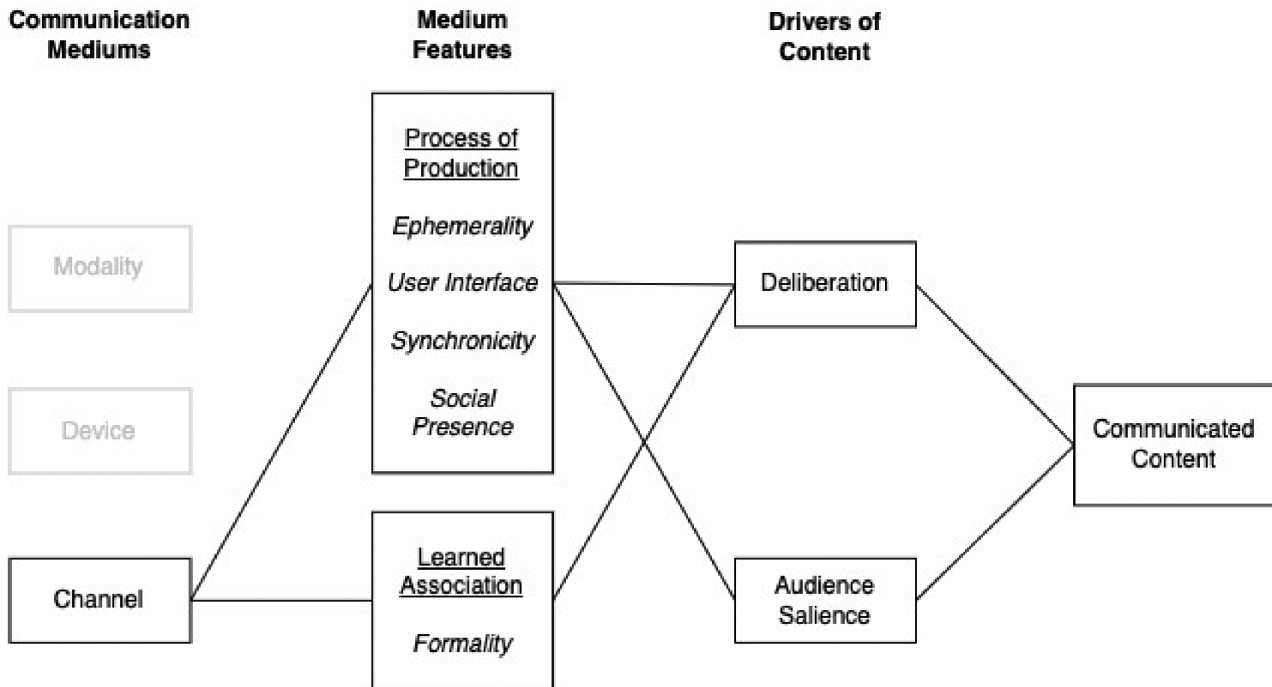 Communication
Mediums
Medium
Features
Drivers of
Content
Process of
Production
Ephemerality
User Interface
Synchronicity
Social
Presence
Modality
Device
Channel
Learned
Association
Formality
Deliberation
Audience
Salience
Communicated
Content